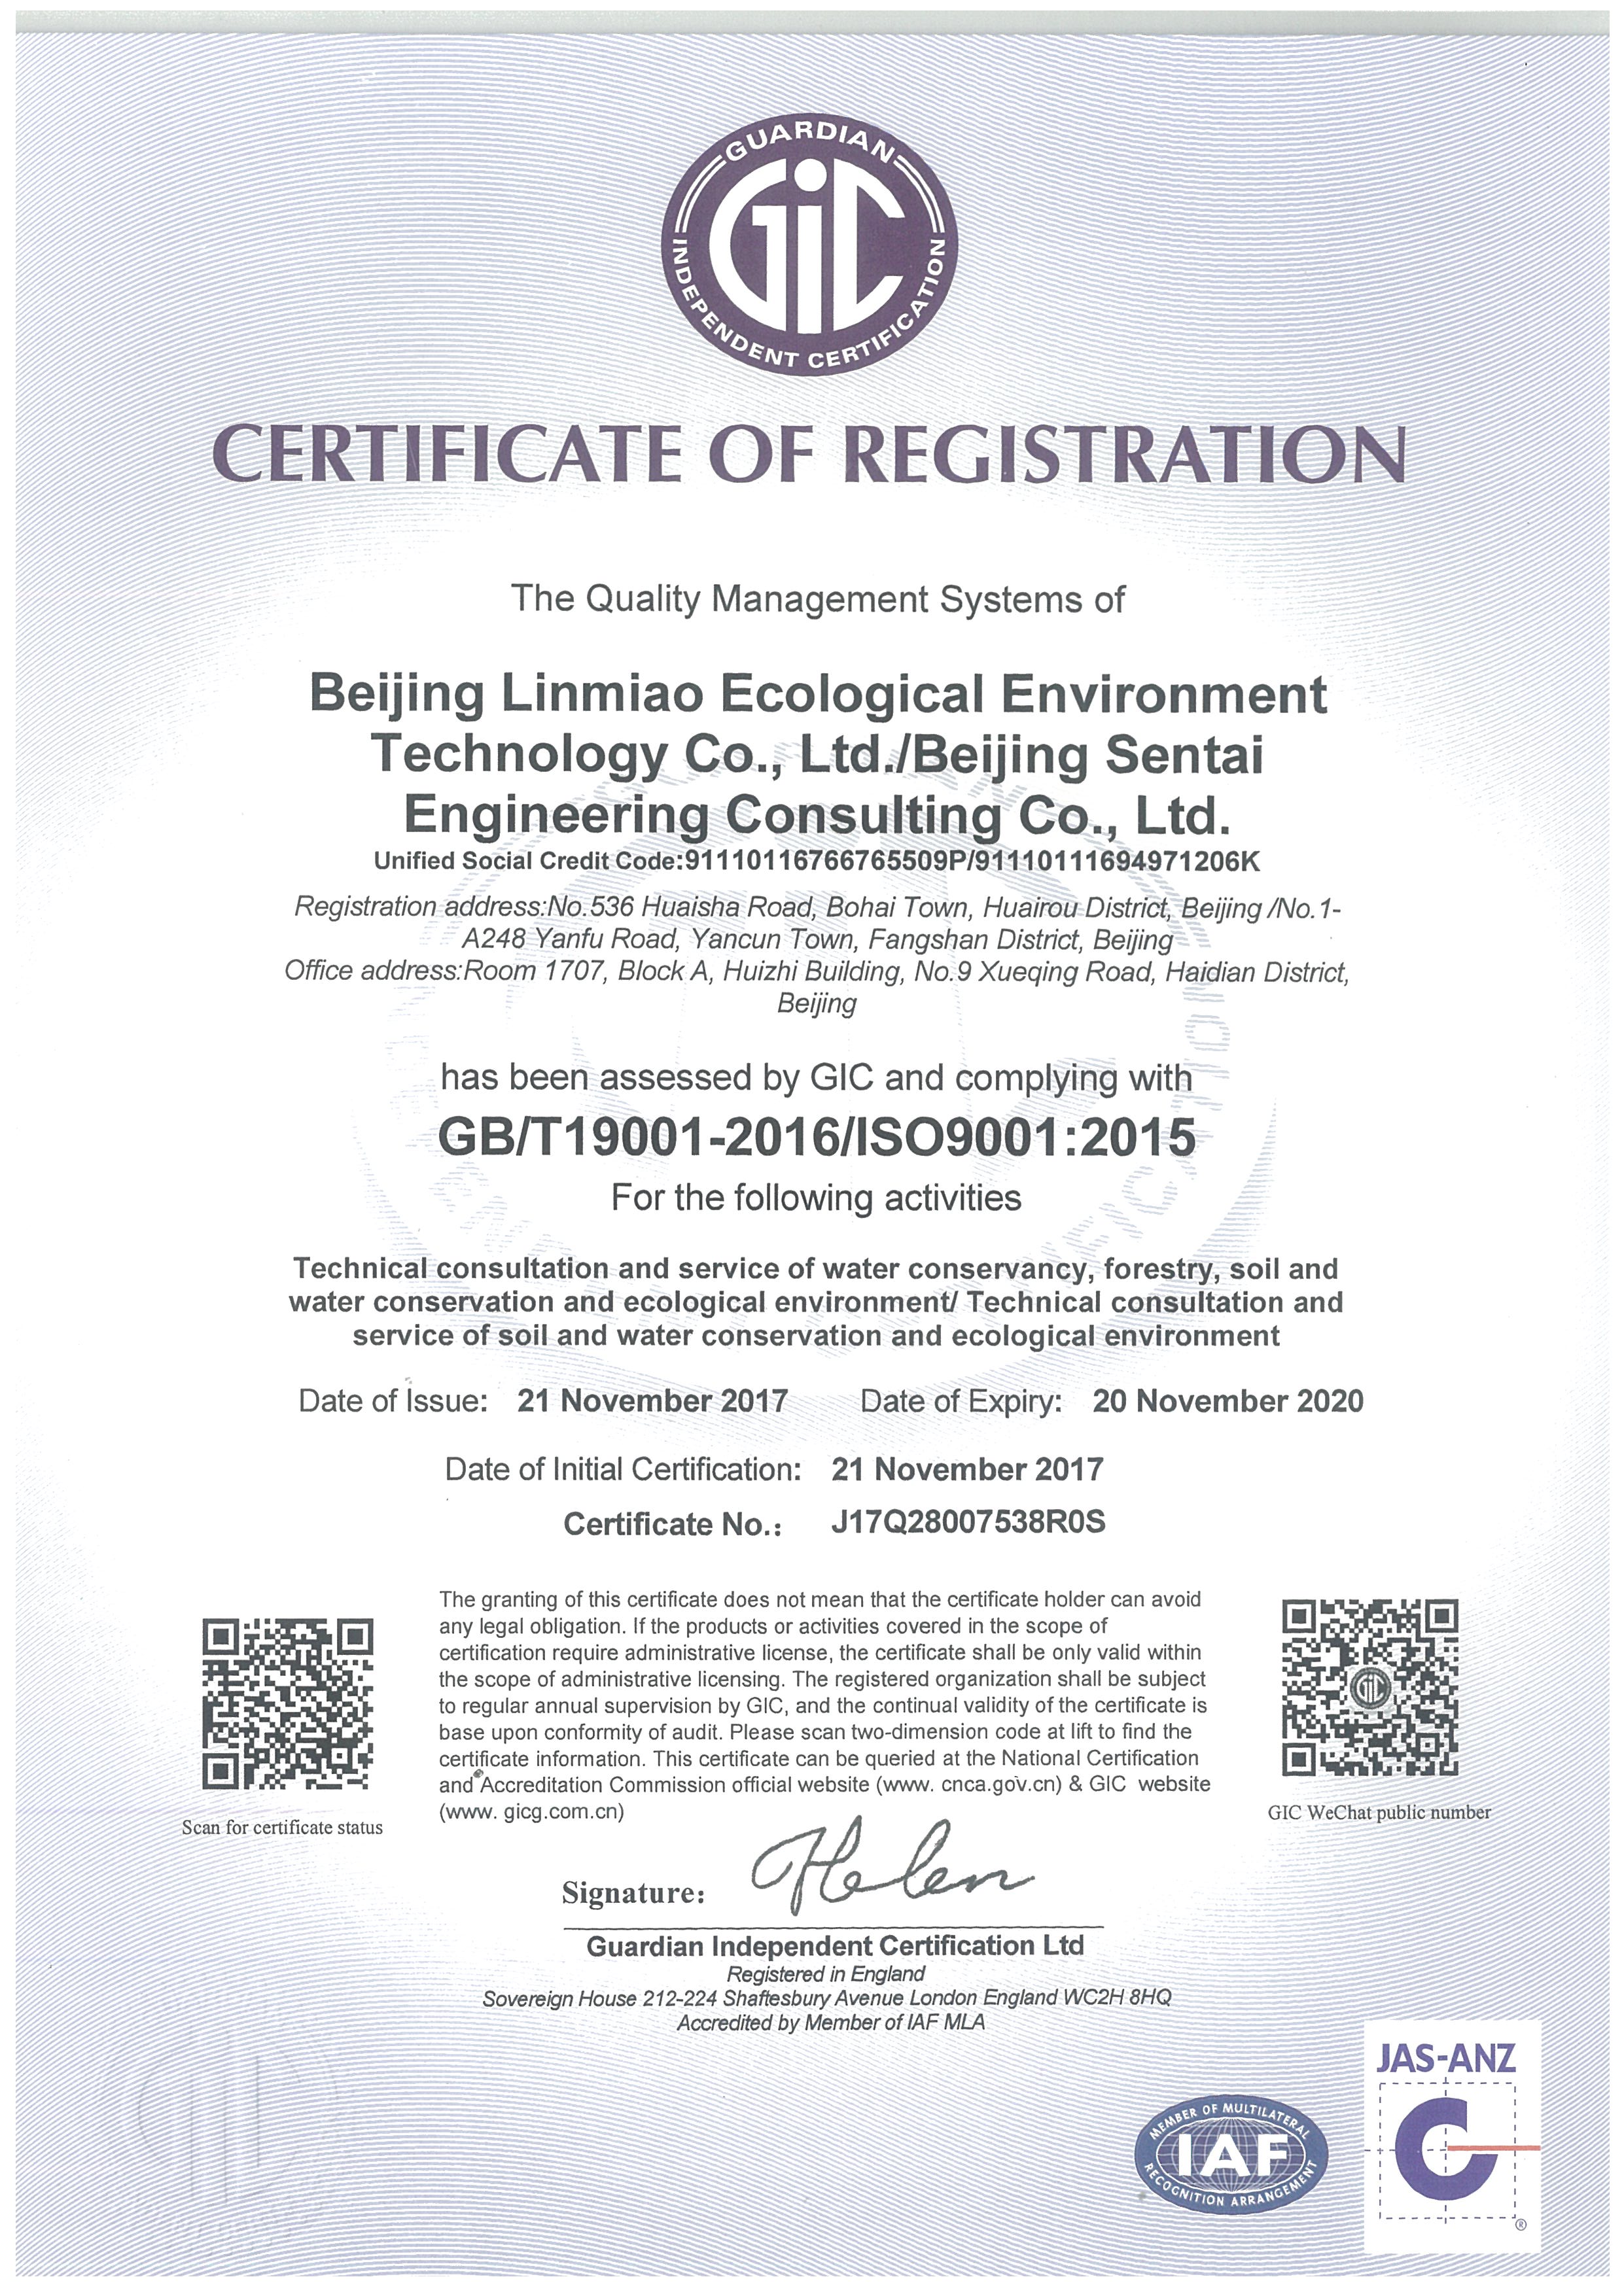 GUARDIAN
GiC
INDEPENDENT CERTIFICATION
CERTIFICATE OF REGISTRATION
The Quality Management Systems of
Beijing Linmiao Ecological Environment
Technology Co., Ltd./Beijing Sentai
Engineering Consulting Co., Ltd.
Unified Social Credit Code:91110116766765509P/91110111694971206K
Registration address:No.536 Huaisha Road, Bohai Town, Huairou District, Beijing /No.1-
A248 Yanfu Road, Yancun Town, Fangshan District, Beijing
Office address:Room 1707, Block A, Huizhi Building, No.9 Xueqing Road, Haidian District,
Beijing
has been assessed by GIC and complying with
GB/T19001-2016/ISO9001:2015
For the following activities
Technical consultation and service of water conservancy, forestry, soil and
water conservation and ecological environment/ Technical consultation and
service of soil and water conservation and ecological environment
Date of Issue: 21 November 2017 Date of Expiry: 20 November 2020
Date of Initial Certification: 21 November 2017
Certificate No.: J17Q28007538R0S
The granting of this certificate does not mean that the certificate holder can avoid
any legal obligation. If the products or activities covered in the scope of
certification require administrative license, the certificate shall be only valid within
the scope of administrative licensing. The registered organization shall be subject
to regular annual supervision by GIC, and the continual validity of the certificate is
base upon conformity of audit. Please scan two-dimension code at lift to find the
certificate information. This certificate can be queried at the National Certification
and Accreditation Commission official website (www. cnca.gov.cn) & GIC website
(www. gicg.com.cn)
Scan for certificate status
GIC
GIC WeChat public number
Signature: Helen
Guardian Independent Certification Ltd
Registered in England
Sovereign House 212-224 Shaftesbury Avenue London England WC2H 8HQ
Accredited by Member of IAF MLA
MEMBER OF MULTILATERAL
IAF
RECOGNITION ARRANGEMENT
JAS-ANZ
C
®